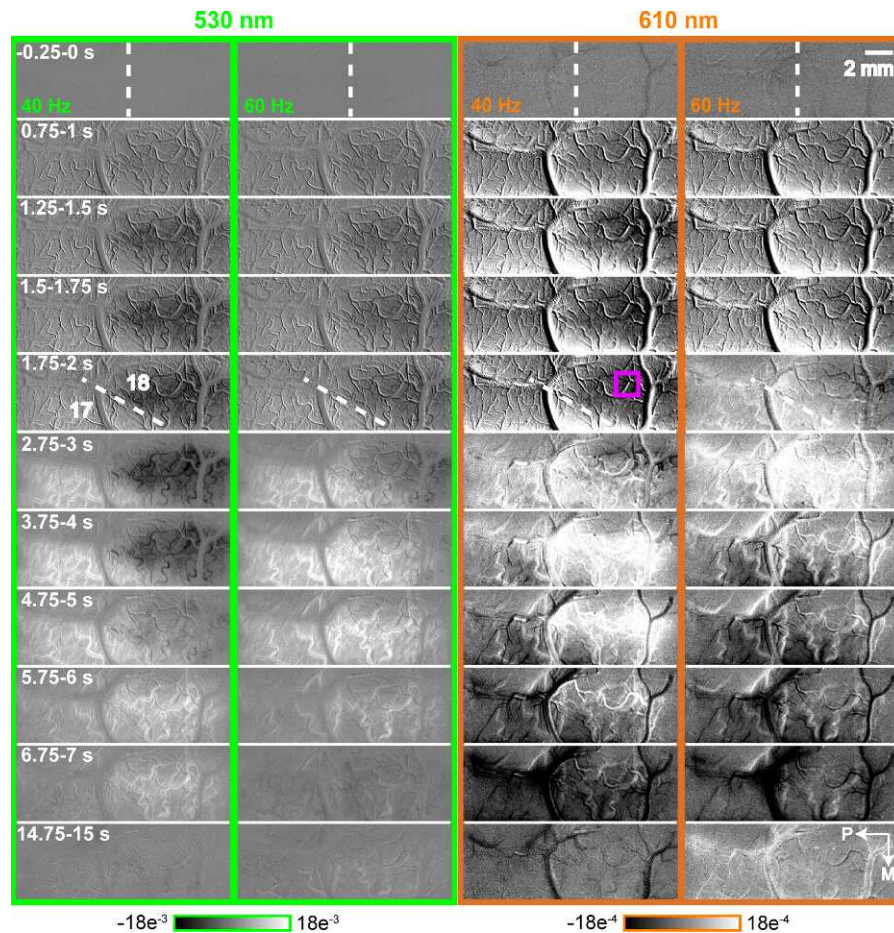 530 nm 610 nm
-0.25-0 s
2 mm
40 Hz 60 Hz 40 Hz 60 Hz
0.75-1 s
1.25-1.5 s
1.5-1.75 s
1.75-2 s
18
17
2.75-3 s
3.75-4 s
4.75-5 s
5.75-6 s
6.75-7 s
14.75-15 s
P
M
-18e-³ 18e-³ -18e-⁴ 18e-⁴